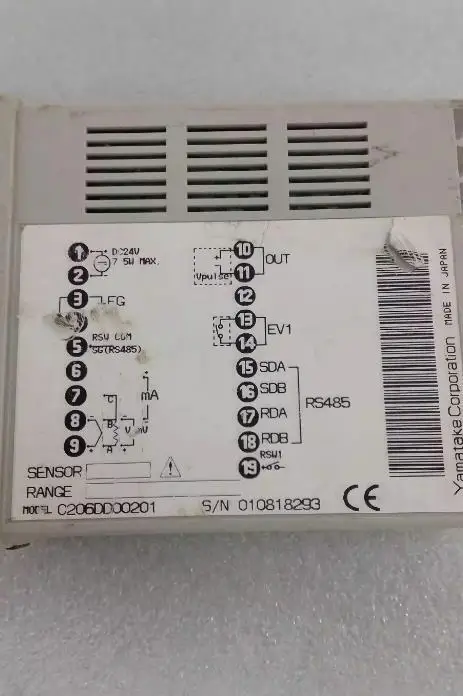 1 + DC24V
2 7.5W MAX.
3 FG
5 RSW COM
SG(RS485)
6
7 C mA
8 - B V mV
9 + A +
10 + OUT
11 - Vpulse
12
13 EV1
14
15 SDA
16 SDB RS485
17 RDA
18 RDB
19 RSW1
SENSOR
RANGE
MODEL C206DD00201 S/N 010818293 CE
Yamatake Corporation MADE IN JAPAN